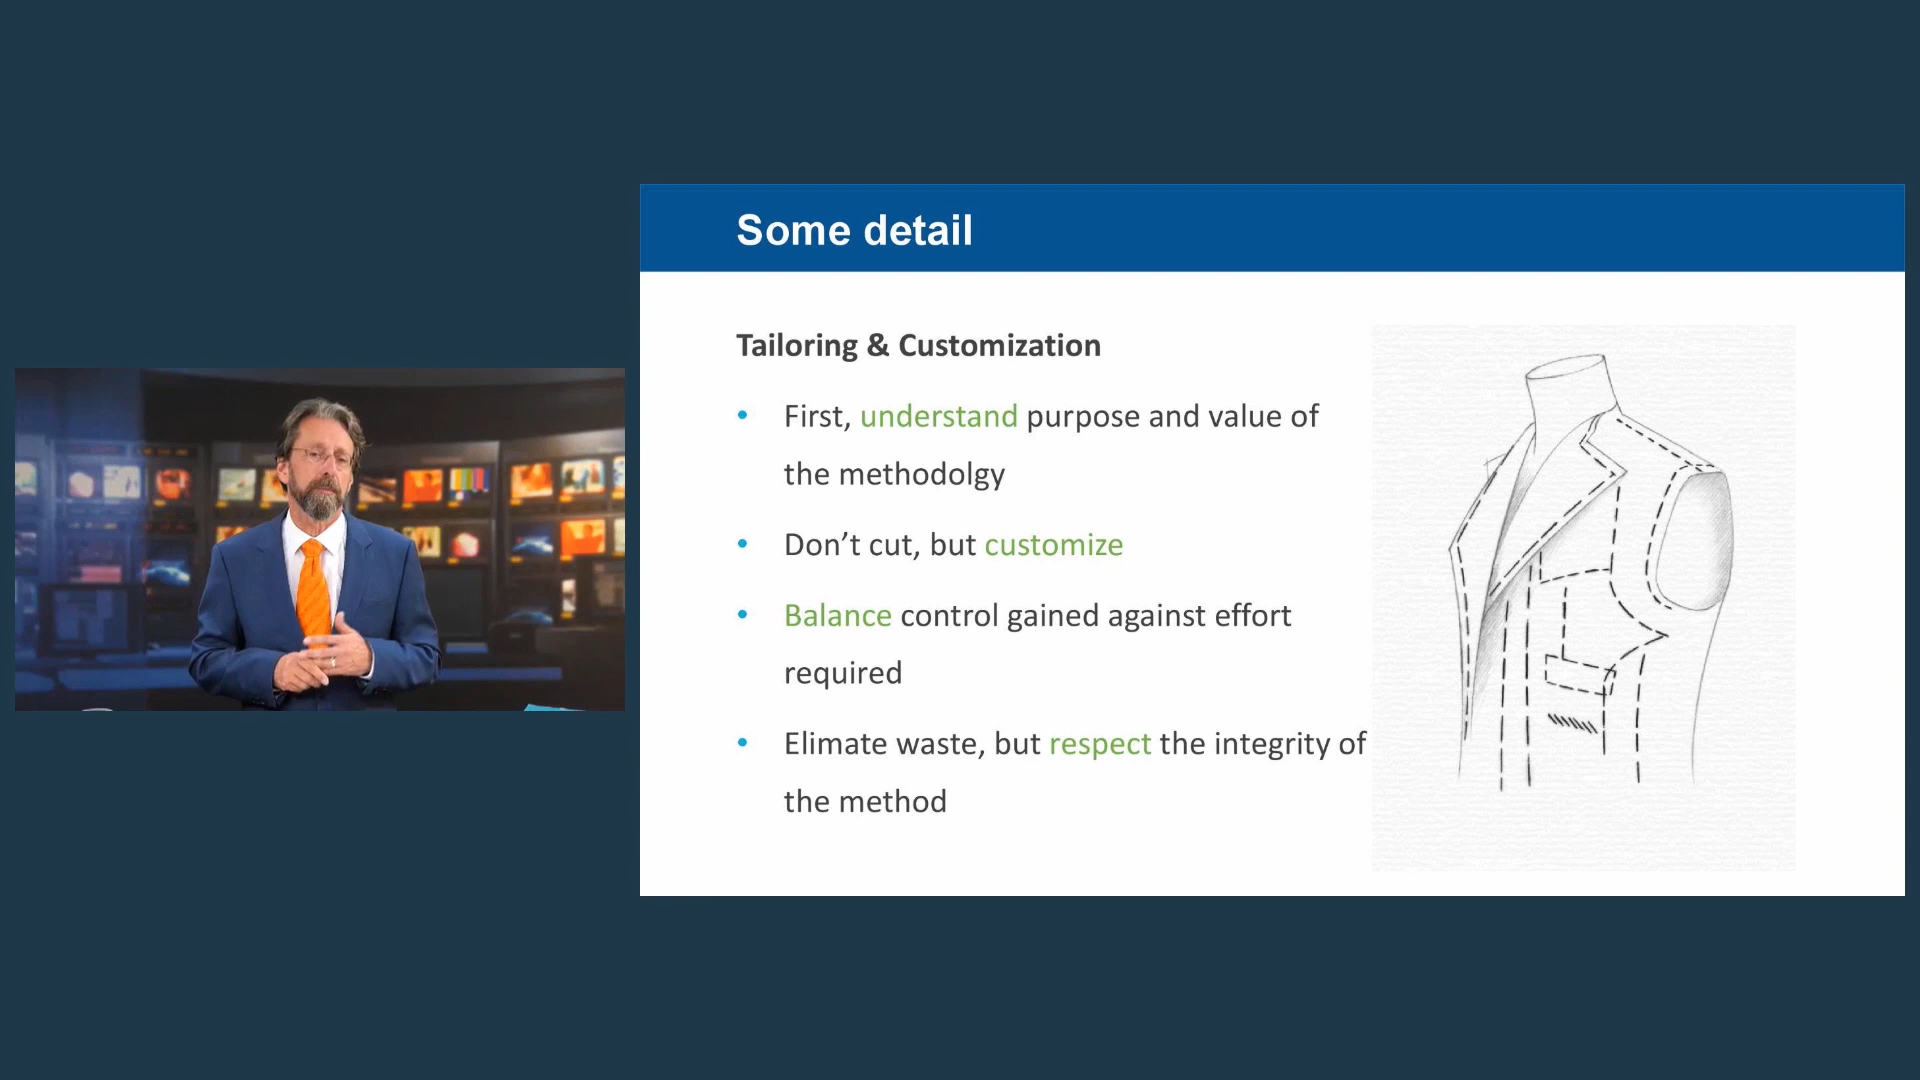 Some detail
Tailoring & Customization
• First, understand purpose and value of
the methodolgy
• Don’t cut, but customize
• Balance control gained against effort
required
• Elimate waste, but respect the integrity of
the method